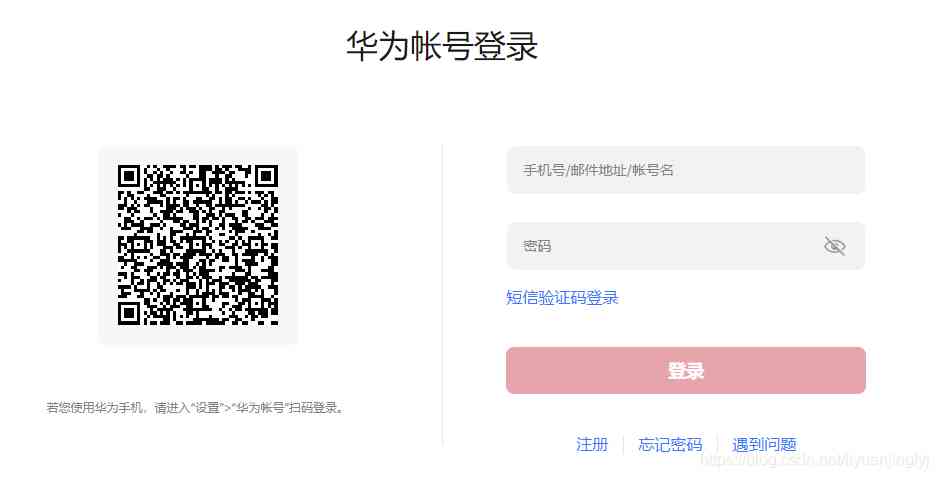 华为帐号登录
手机号/邮件地址/帐号名
密码
短信验证码登录
登录
若您使用华为手机，请进入“设置”>“华为帐号”扫码登录。
注册 忘记密码 遇到问题
https://blog.csdn.net/liyuanjinglyj